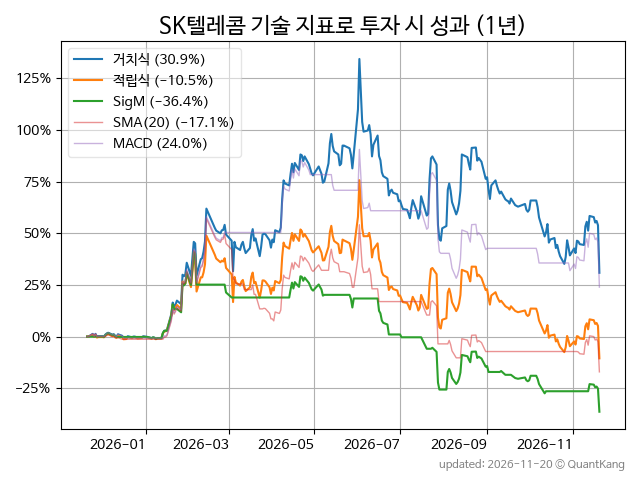 SK텔레콤 기술 지표로 투자 시 성과 (1년)
거치식 (30.9%)
적립식 (−10.5%)
SigM (−36.4%)
SMA(20) (−17.1%)
MACD (24.0%)
125%
100%
75%
50%
25%
0%
−25%
2026-01
2026-03
2026-05
2026-07
2026-09
2026-11
updated: 2026-11-20 © QuantKang